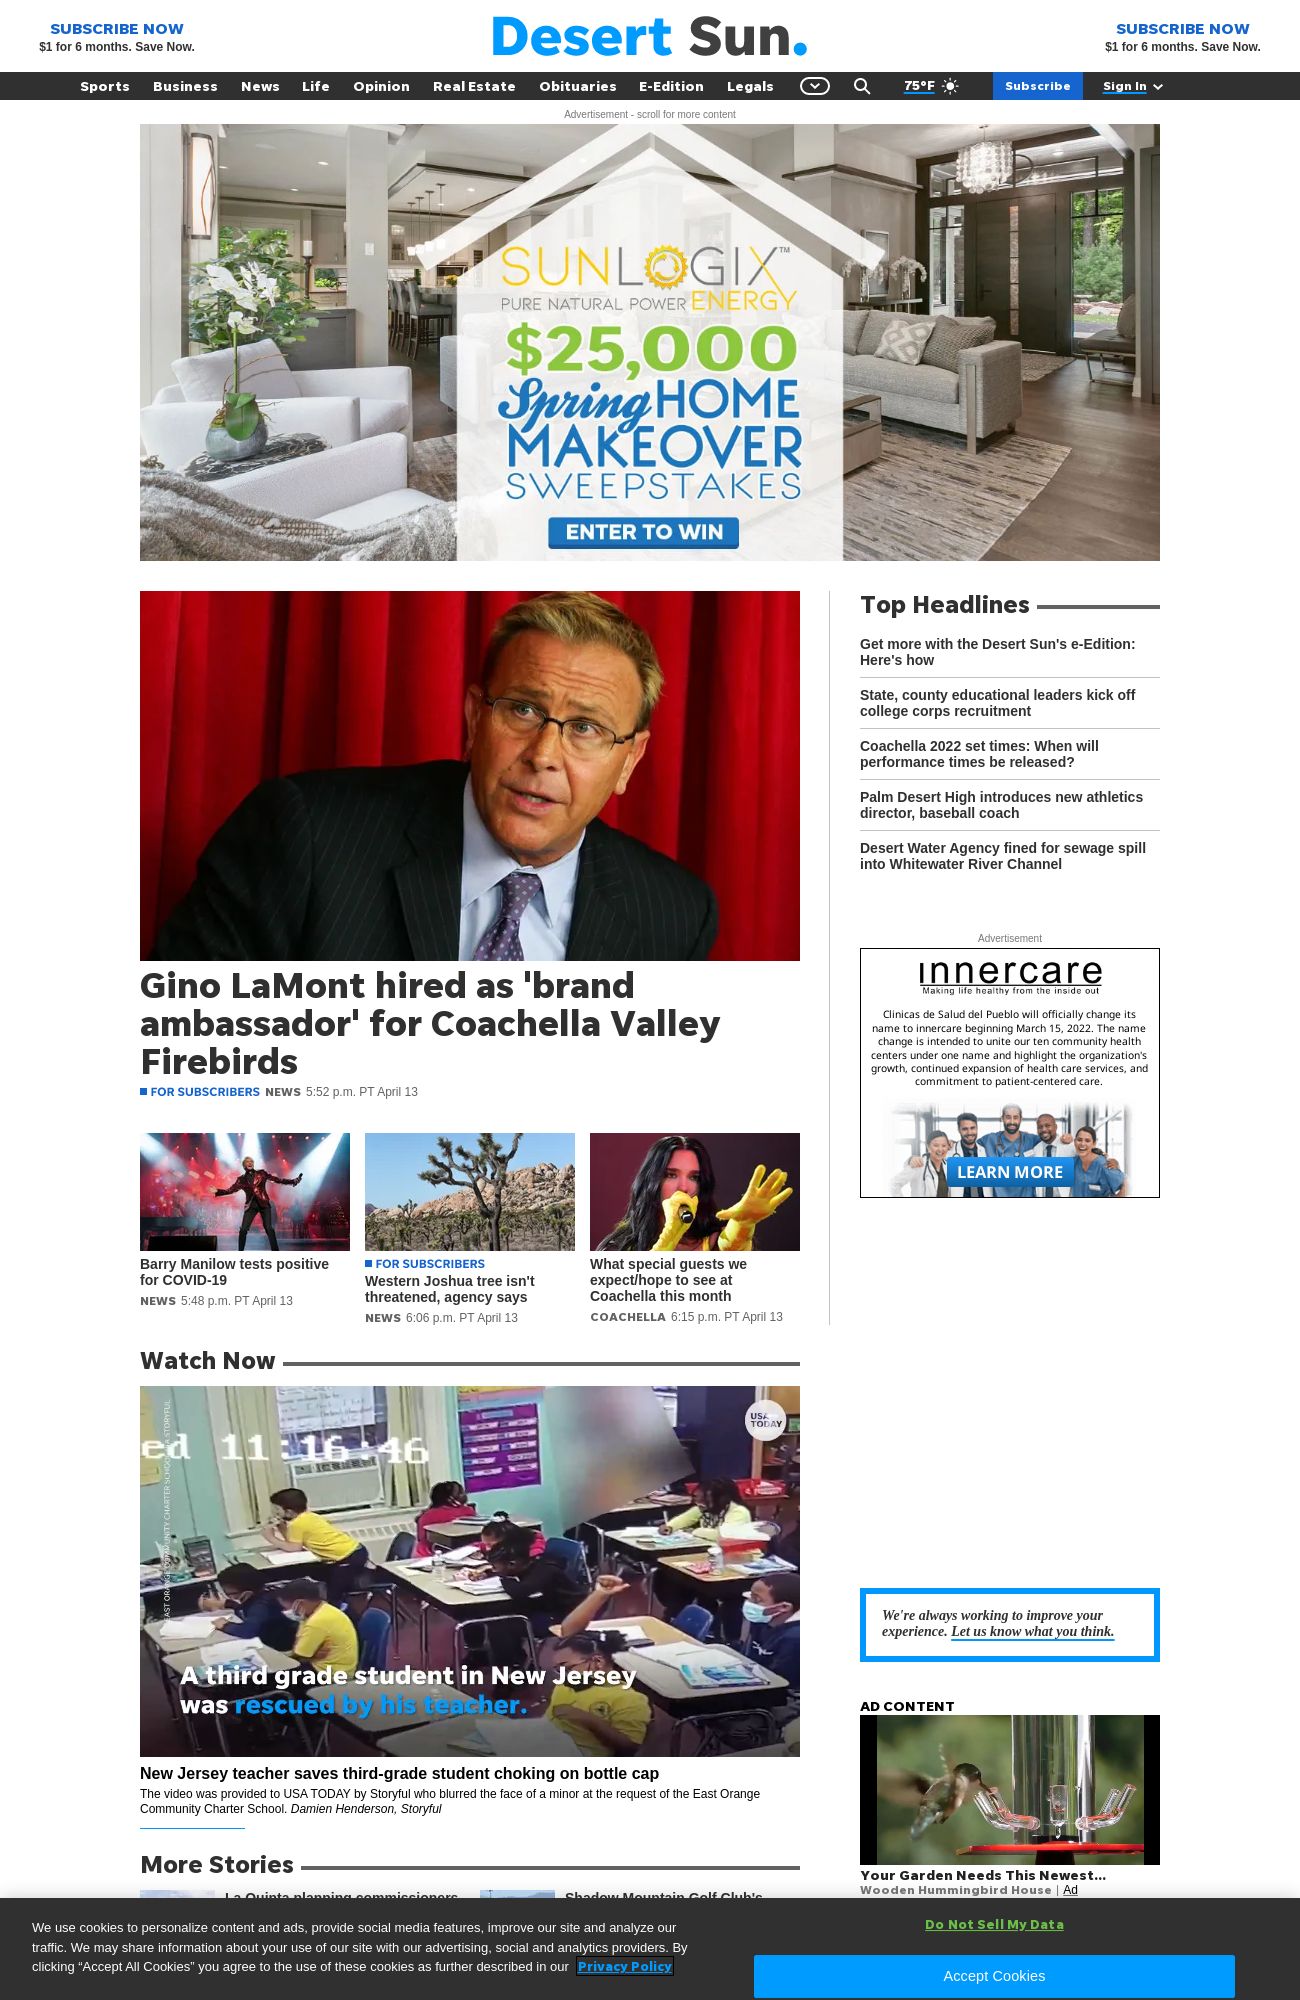 SUBSCRIBE NOW
$1 for 6 months. Save Now.
Desert Sun.
SUBSCRIBE NOW
$1 for 6 months. Save Now.
Sports Business News Life Opinion Real Estate Obituaries E-Edition Legals 75°F Subscribe Sign In
Advertisement - scroll for more content
SUNLOGIX™
PURE NATURAL POWER ENERGY
$25,000
Spring HOME
MAKEOVER
SWEEPSTAKES
ENTER TO WIN
Gino LaMont hired as 'brand
ambassador' for Coachella Valley
Firebirds
FOR SUBSCRIBERS NEWS 5:52 p.m. PT April 13
Barry Manilow tests positive
for COVID-19
NEWS 5:48 p.m. PT April 13
FOR SUBSCRIBERS
Western Joshua tree isn't
threatened, agency says
NEWS 6:06 p.m. PT April 13
What special guests we
expect/hope to see at
Coachella this month
COACHELLA 6:15 p.m. PT April 13
Top Headlines
Get more with the Desert Sun's e-Edition:
Here's how
State, county educational leaders kick off
college corps recruitment
Coachella 2022 set times: When will
performance times be released?
Palm Desert High introduces new athletics
director, baseball coach
Desert Water Agency fined for sewage spill
into Whitewater River Channel
Advertisement
innercare
Making life healthy from the inside out
Clinicas de Salud del Pueblo will officially change its
name to innercare beginning March 15, 2022. The name
change is intended to unite our ten community health
centers under one name and highlight the organization's
growth, continued expansion of health care services, and
commitment to patient-centered care.
LEARN MORE
Watch Now
ed 11:16:46
USA
TODAY
EAST ORANGE COMMUNITY CHARTER SCHOOL VIA STORYFUL
A third grade student in New Jersey
was rescued by his teacher.
New Jersey teacher saves third-grade student choking on bottle cap
The video was provided to USA TODAY by Storyful who blurred the face of a minor at the request of the East Orange
Community Charter School. Damien Henderson, Storyful
We're always working to improve your
experience. Let us know what you think.
AD CONTENT
Your Garden Needs This Newest...
Wooden Hummingbird House | Ad
More Stories
La Quinta planning commissioners
Shadow Mountain Golf Club's
We use cookies to personalize content and ads, provide social media features, improve our site and analyze our
traffic. We may share information about your use of our site with our advertising, social and analytics providers. By
clicking “Accept All Cookies” you agree to the use of these cookies as further described in our Privacy Policy
Do Not Sell My Data
Accept Cookies